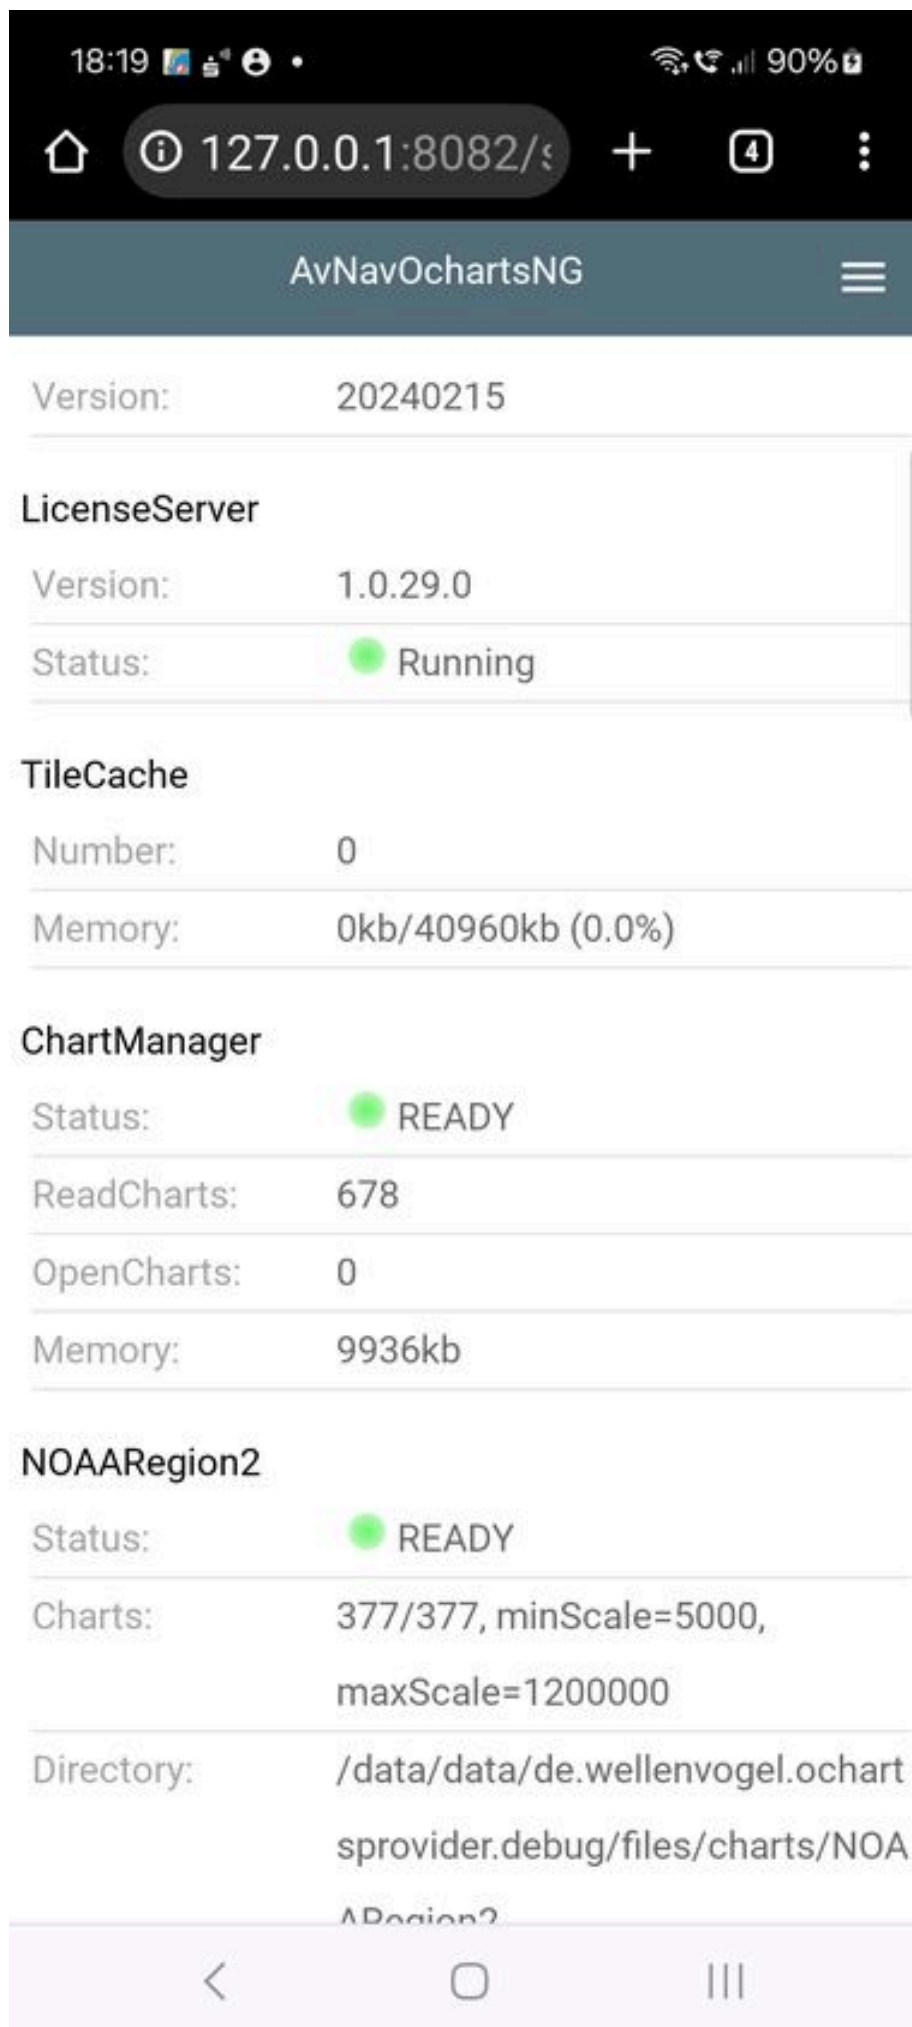 18:19 90%
127.0.0.1:8082/s 4
AvNavOchartsNG
Version: 20240215
LicenseServer
Version: 1.0.29.0
Status: Running
TileCache
Number: 0
Memory: 0kb/40960kb (0.0%)
ChartManager
Status: READY
ReadCharts: 678
OpenCharts: 0
Memory: 9936kb
NOAARegion2
Status: READY
Charts: 377/377, minScale=5000,
maxScale=1200000
Directory: /data/data/de.wellenvogel.ochart
sprovider.debug/files/charts/NOA
ARegion2